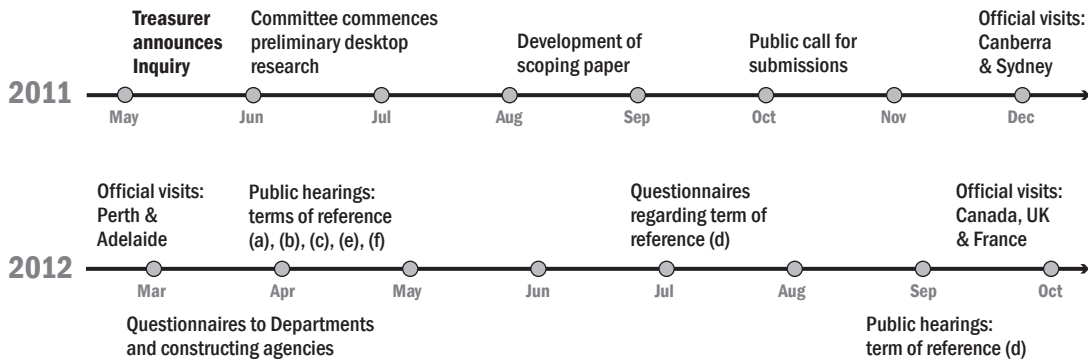 Treasurer
announces
Inquiry
Committee commences
preliminary desktop
research
Development of
scoping paper
Public call for
submissions
Official visits:
Canberra
& Sydney
2011
May Jun Jul Aug Sep Oct Nov Dec
Official visits:
Perth &
Adelaide
Public hearings:
terms of reference
(a), (b), (c), (e), (f)
Questionnaires
regarding term of
reference (d)
Official visits:
Canada, UK
& France
2012
Mar Apr May Jun Jul Aug Sep Oct
Questionnaires to Departments
and constructing agencies
Public hearings:
term of reference (d)